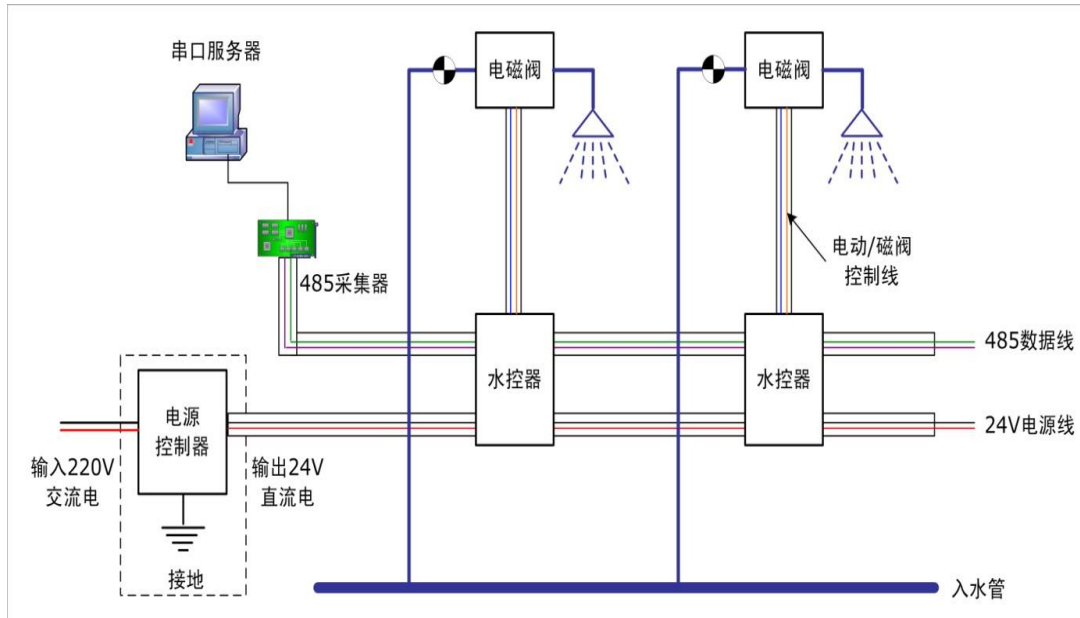 串口服务器
电磁阀
电磁阀
电动/磁阀
控制线
485采集器
485数据线
水控器
水控器
电源
控制器
24V电源线
输入220V
交流电
输出24V
直流电
接地
入水管